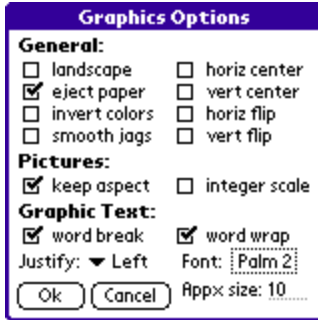 Graphics Options
General:
landscape horiz center
eject paper vert center
invert colors horiz flip
smooth jags vert flip
Pictures:
keep aspect integer scale
Graphic Text:
word break word wrap
Justify: Left Font: Palm 2
Ok Cancel Appx size: 10